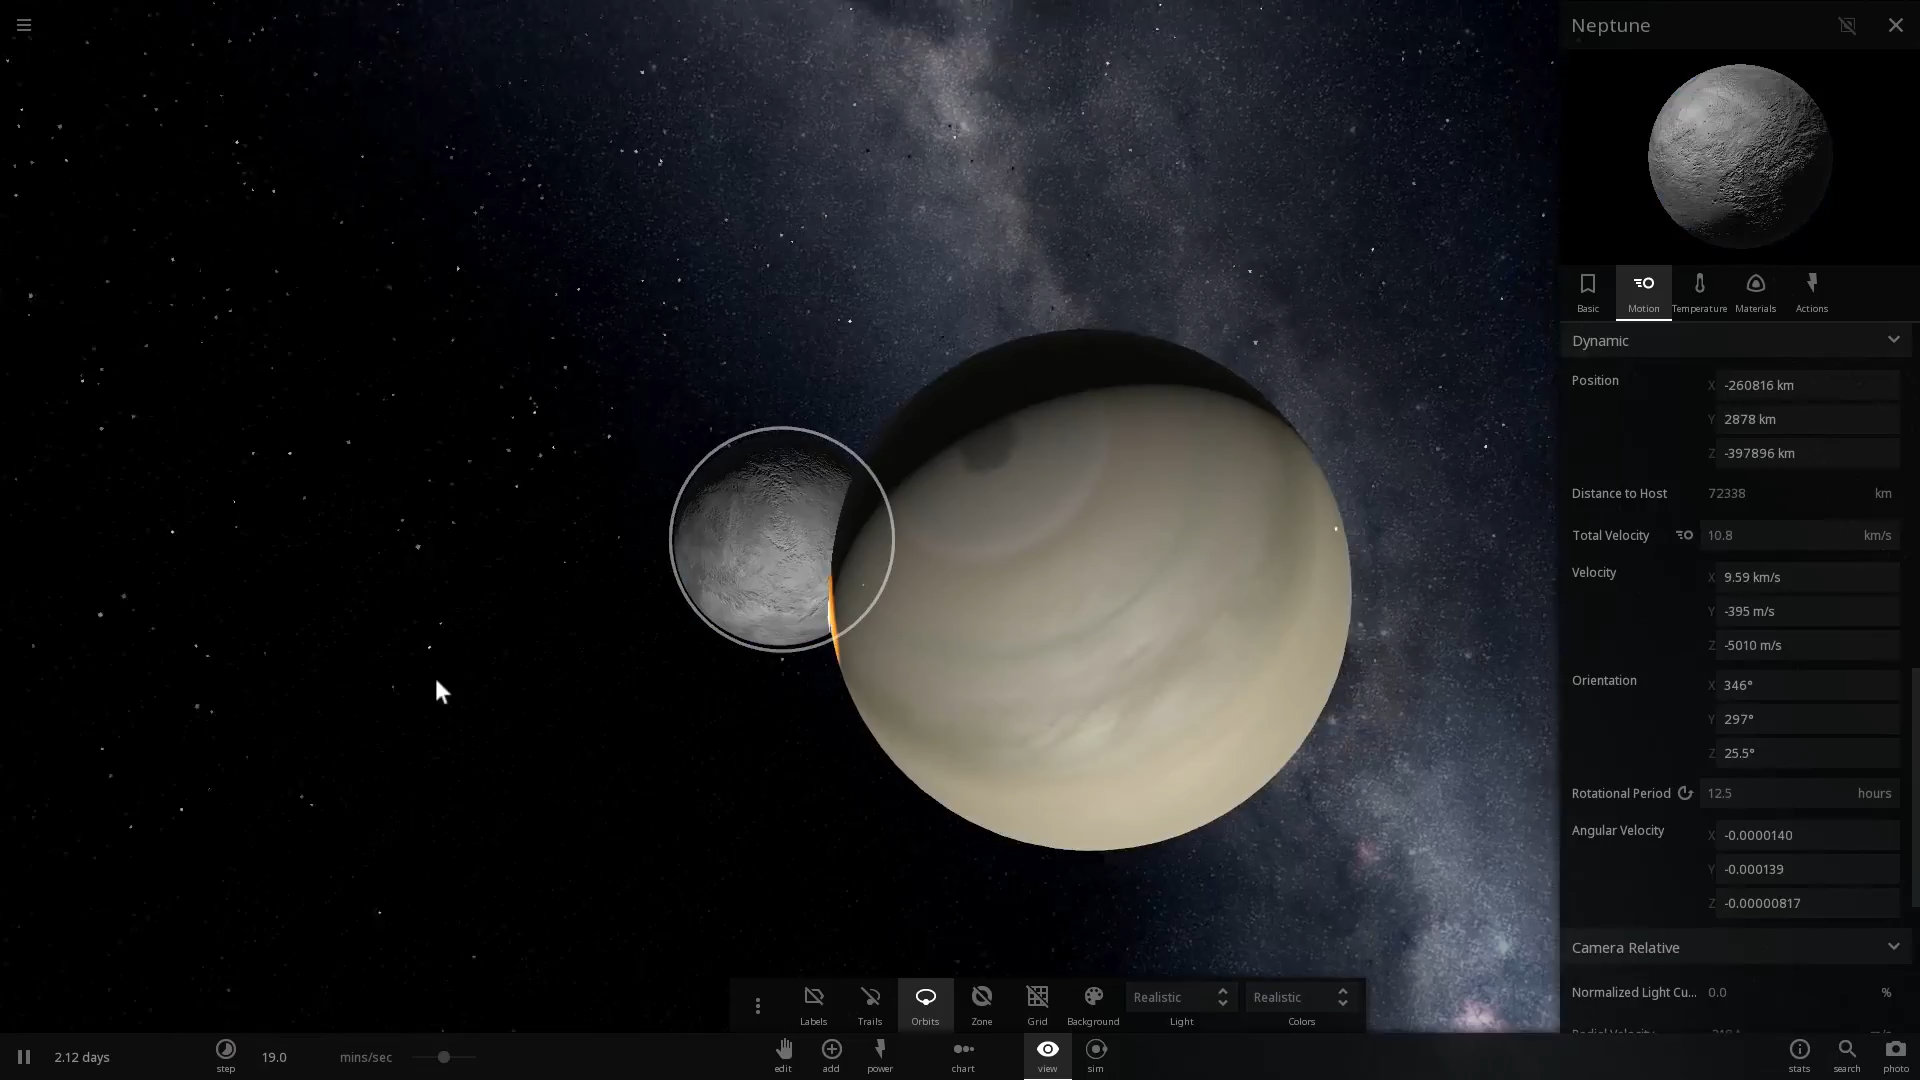 Neptune
Basic
Motion
Temperature
Materials
Actions
Dynamic
Position
X -260816 km
Y 2878 km
Z -397896 km
Distance to Host 72338 km
Total Velocity 10.8 km/s
Velocity
X 9.59 km/s
Y -395 m/s
Z -5010 m/s
Orientation
X 346°
Y 297°
Z 25.5°
Rotational Period 12.5 hours
Angular Velocity
X -0.0000140
Y -0.000139
Z -0.00000817
Camera Relative
Normalized Light Cu... 0.0 %
Labels
Trails
Orbits
Zone
Grid
Background
Realistic
Light
Realistic
Colors
2.12 days
step
19.0 mins/sec
edit
add
power
chart
view
sim
stats
search
photo